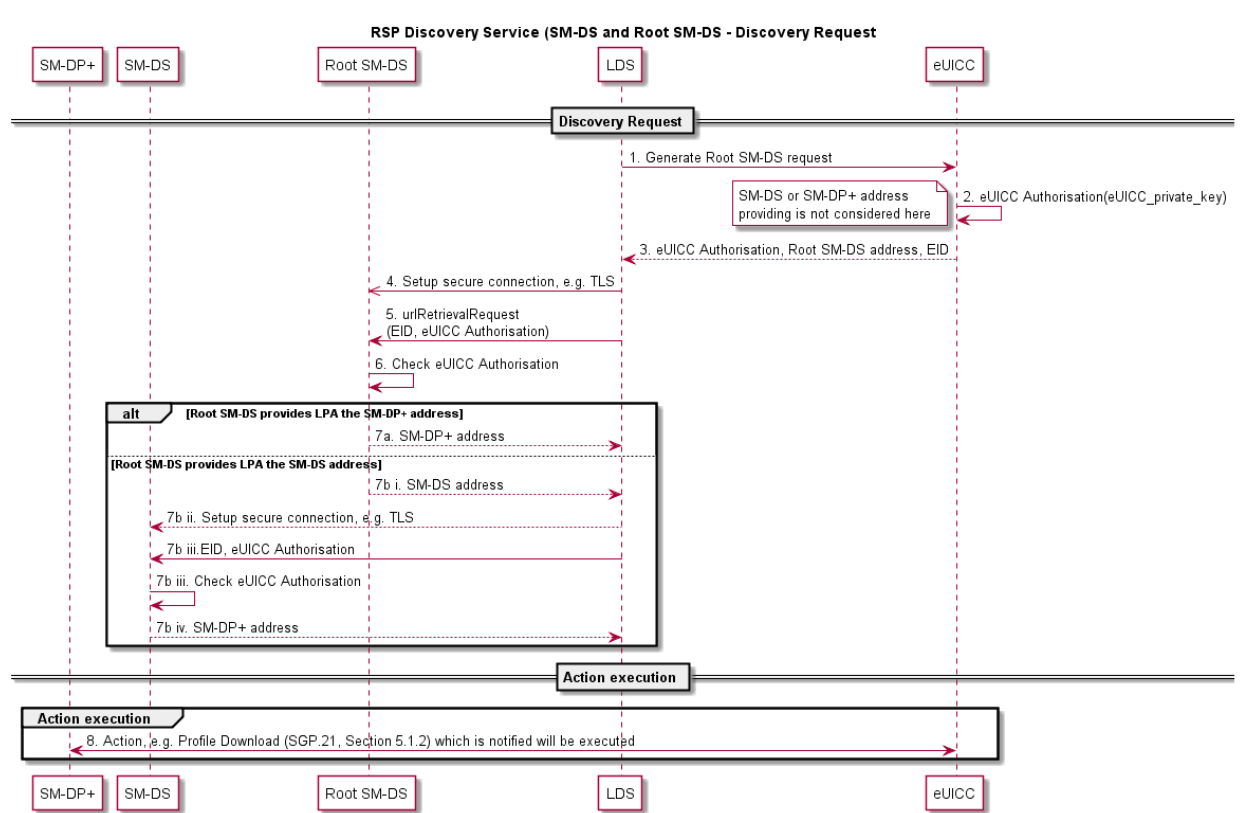 RSP Discovery Service (SM-DS and Root SM-DS - Discovery Request
SM-DP+
SM-DS
Root SM-DS
LDS
eUICC
Discovery Request
1. Generate Root SM-DS request
SM-DS or SM-DP+ address
providing is not considered here
2. eUICC Authorisation(eUICC_private_key)
3. eUICC Authorisation, Root SM-DS address, EID
4. Setup secure connection, e.g. TLS
5. urlRetrievalRequest
(EID, eUICC Authorisation)
6. Check eUICC Authorisation
alt
[Root SM-DS provides LPA the SM-DP+ address]
7a. SM-DP+ address
[Root SM-DS provides LPA the SM-DS address]
7b i. SM-DS address
7b ii. Setup secure connection, e.g. TLS
7b iii.EID, eUICC Authorisation
7b iii. Check eUICC Authorisation
7b iv. SM-DP+ address
Action execution
Action execution
8. Action, e.g. Profile Download (SGP.21, Section 5.1.2) which is notified will be executed
SM-DP+
SM-DS
Root SM-DS
LDS
eUICC